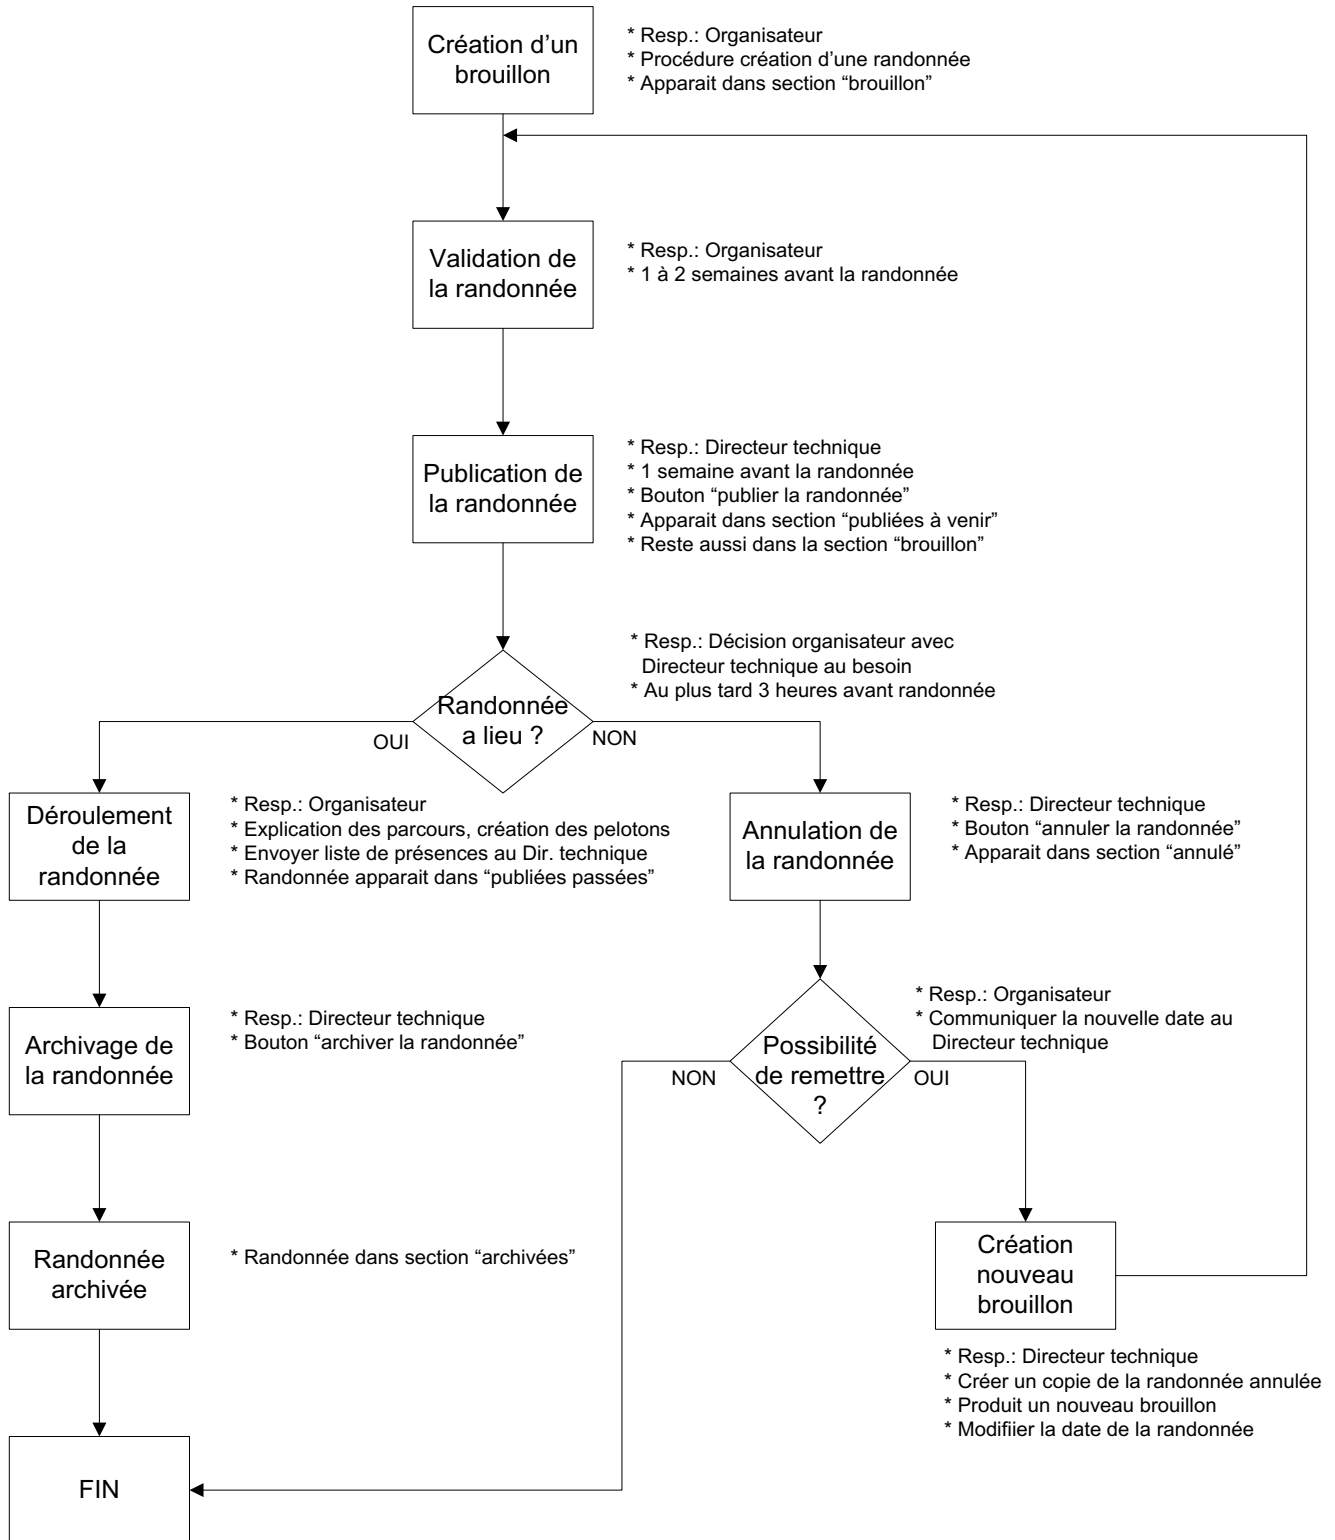 Création d’un
brouillon
* Resp.: Organisateur
* Procédure création d’une randonnée
* Apparait dans section “brouillon”
Validation de
la randonnée
* Resp.: Organisateur
* 1 à 2 semaines avant la randonnée
Publication de
la randonnée
* Resp.: Directeur technique
* 1 semaine avant la randonnée
* Bouton “publier la randonnée”
* Apparait dans section “publiées à venir”
* Reste aussi dans la section “brouillon”
* Resp.: Décision organisateur avec
Directeur technique au besoin
* Au plus tard 3 heures avant randonnée
Randonnée
a lieu ?
OUI
NON
Déroulement
de la
randonnée
* Resp.: Organisateur
* Explication des parcours, création des pelotons
* Envoyer liste de présences au Dir. technique
* Randonnée apparait dans “publiées passées”
Annulation de
la randonnée
* Resp.: Directeur technique
* Bouton “annuler la randonnée”
* Apparait dans section “annulé”
Archivage de
la randonnée
* Resp.: Directeur technique
* Bouton “archiver la randonnée”
Possibilité
de remettre
?
NON
OUI
* Resp.: Organisateur
* Communiquer la nouvelle date au
Directeur technique
Randonnée
archivée
* Randonnée dans section “archivées”
Création
nouveau
brouillon
* Resp.: Directeur technique
* Créer un copie de la randonnée annulée
* Produit un nouveau brouillon
* Modifiier la date de la randonnée
FIN